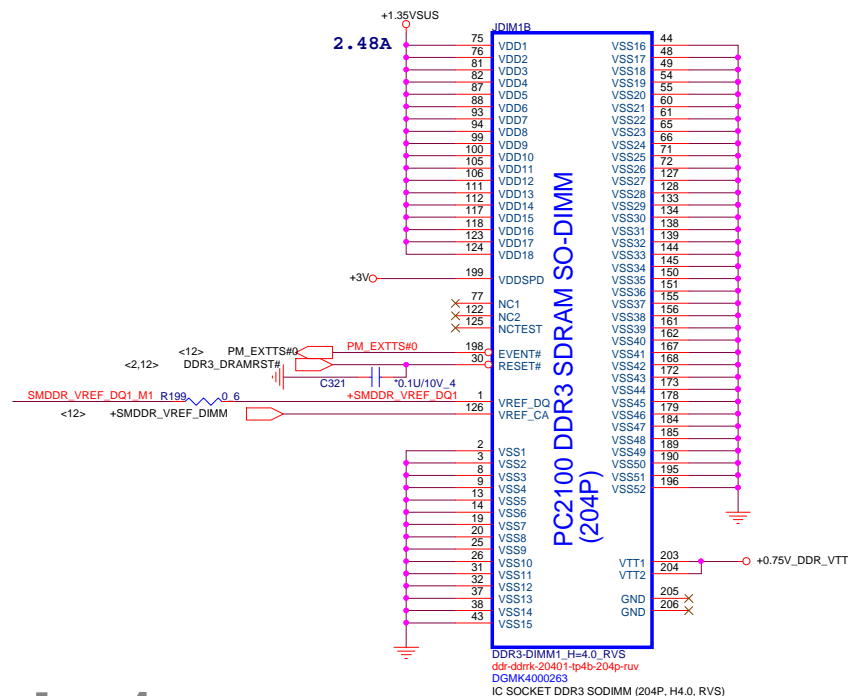 +1.35VSUS
2.48A
JDIM1B
75 VDD1 VSS16 44
76 VDD2 VSS17 48
81 VDD3 VSS18 49
82 VDD4 VSS19 54
87 VDD5 VSS20 55
88 VDD6 VSS21 60
93 VDD7 VSS22 61
94 VDD8 VSS23 65
99 VDD9 VSS24 66
100 VDD10 VSS25 71
105 VDD11 VSS26 72
106 VDD12 VSS27 127
111 VDD13 VSS28 128
112 VDD14 VSS29 133
117 VDD15 VSS30 134
118 VDD16 VSS31 138
123 VDD17 VSS32 139
124 VDD18 VSS33 144
VSS34 145
+3V 199 VDDSPD VSS35 150
VSS36 151
77 NC1 VSS37 155
122 NC2 VSS38 156
125 NCTEST VSS39 161
VSS40 162
<12> PM_EXTTS#0 PM_EXTTS#0 198 EVENT# VSS41 167
<2,12> DDR3_DRAMRST# 30 RESET# VSS42 168
VSS43 172
C321 *0.1U/10V_4 VSS44 173
SMDDR_VREF_DQ1_M1 R199 0_6 +SMDDR_VREF_DQ1 1 VREF_DQ VSS45 178
<12> +SMDDR_VREF_DIMM 126 VREF_CA VSS46 179
VSS47 184
VSS48 185
2 VSS1 VSS49 189
3 VSS2 VSS50 190
8 VSS3 VSS51 195
9 VSS4 VSS52 196
13 VSS5
14 VSS6
19 VSS7
20 VSS8
25 VSS9
26 VSS10 VTT1 203 +0.75V_DDR_VTT
31 VSS11 VTT2 204
32 VSS12
37 VSS13 GND 205
38 VSS14 GND 206
43 VSS15
PC2100 DDR3 SDRAM SO-DIMM
(204P)
DDR3-DIMM1_H=4.0_RVS
ddr-ddrrk-20401-tp4b-204p-ruv
DGMK4000263
IC SOCKET DDR3 SODIMM (204P, H4.0, RVS)